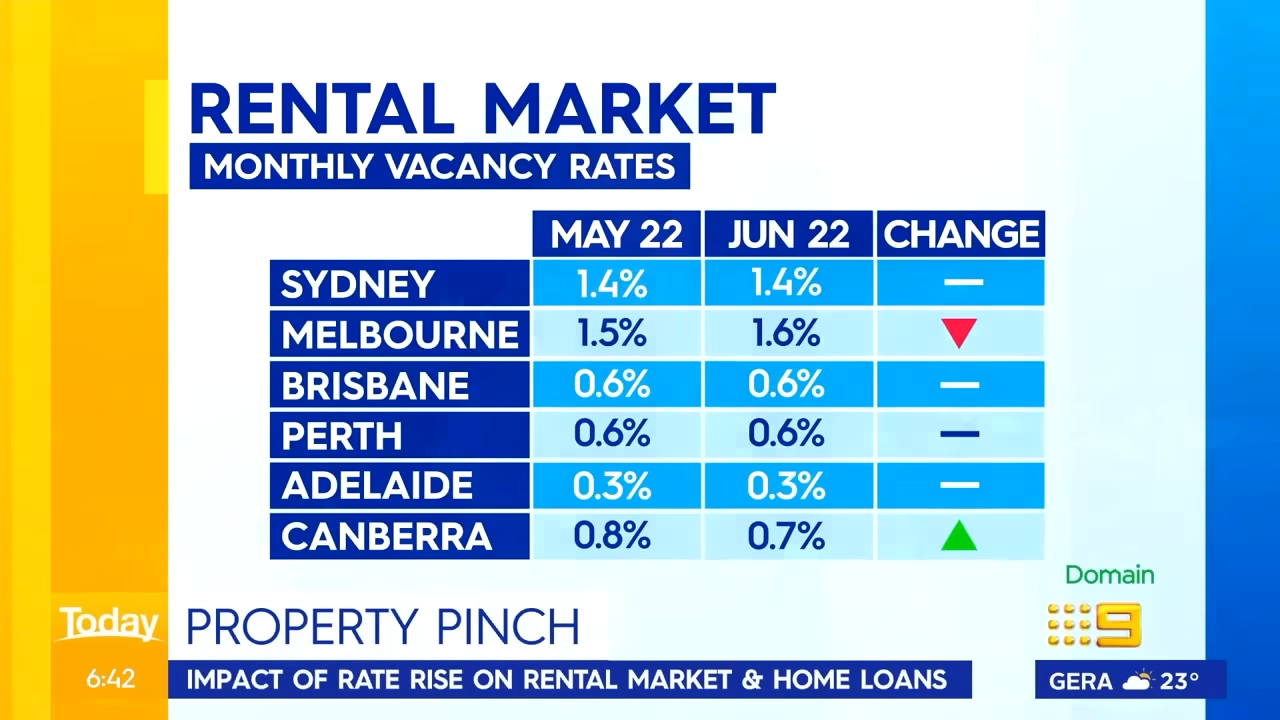 RENTAL MARKET
MONTHLY VACANCY RATES
MAY 22 JUN 22 CHANGE
SYDNEY 1.4% 1.4% —
MELBOURNE 1.5% 1.6% ▼
BRISBANE 0.6% 0.6% —
PERTH 0.6% 0.6% —
ADELAIDE 0.3% 0.3% —
CANBERRA 0.8% 0.7% ▲
Domain
9
Today
PROPERTY PINCH
6:42
IMPACT OF RATE RISE ON RENTAL MARKET & HOME LOANS
GERA 23°